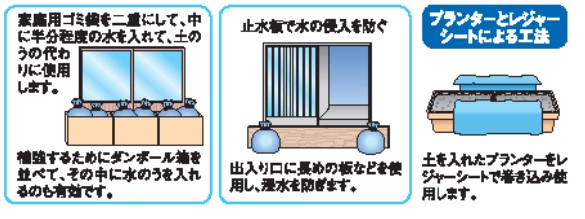 家庭用ゴミ袋を二重にして、中
に半分程度の水を入れて、土の
うの代わ
りに使用
します。
補強するためにダンボール箱を
並べて、その中に水のうを入れ
るのも有効です。
止水板で水の侵入を防ぐ
出入り口に長めの板などを使
用し、浸水を防ぎます。
プランターとレジャー
シートによる工法
土を入れたプランターをレ
ジャーシートで巻き込み使
用します。